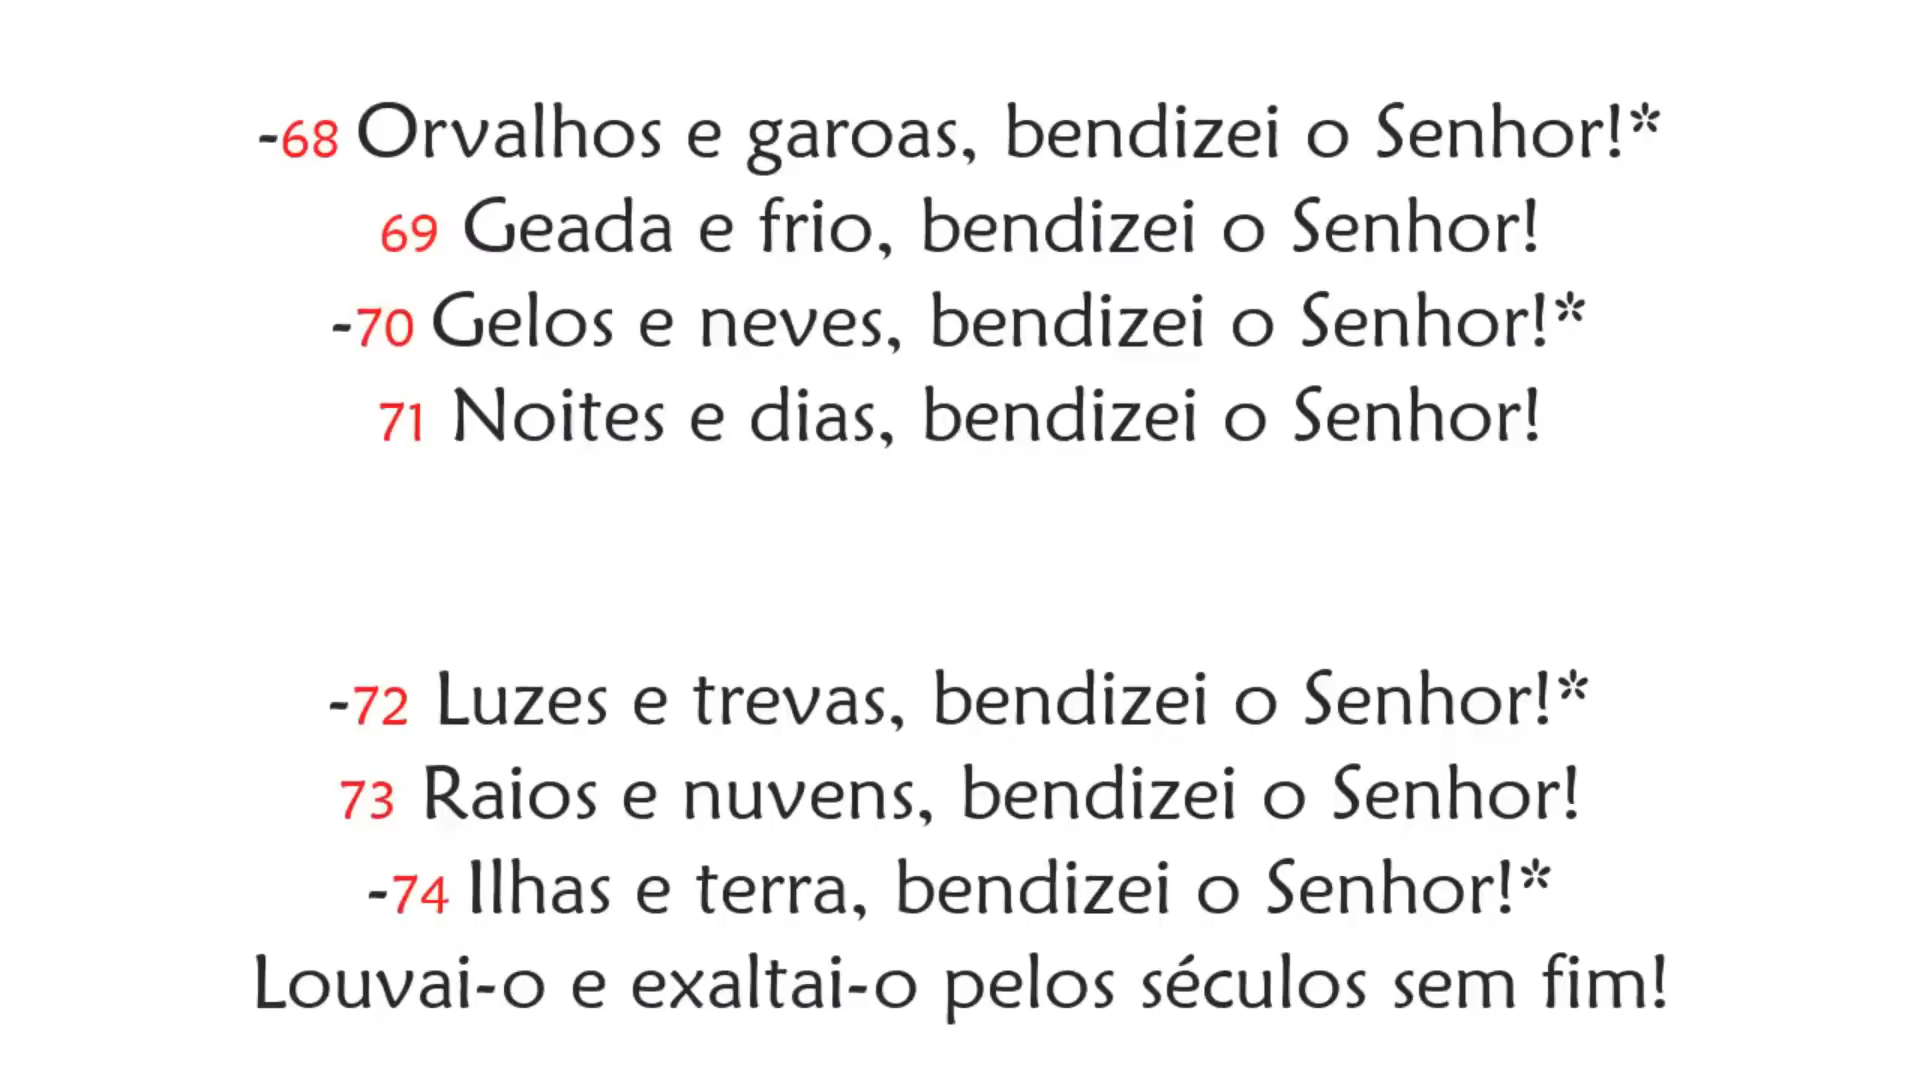 -68 Orvalhos e garoas, bendizei o Senhor!*
69 Geada e frio, bendizei o Senhor!
-70 Gelos e neves, bendizei o Senhor!*
71 Noites e dias, bendizei o Senhor!
-72 Luzes e trevas, bendizei o Senhor!*
73 Raios e nuvens, bendizei o Senhor!
-74 Ilhas e terra, bendizei o Senhor!*
Louvai-o e exaltai-o pelos séculos sem fim!